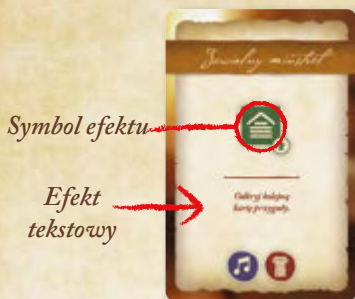 Symbol efektu
Efekt
tekstowy
Odkryj kolejną
kartę przygody.